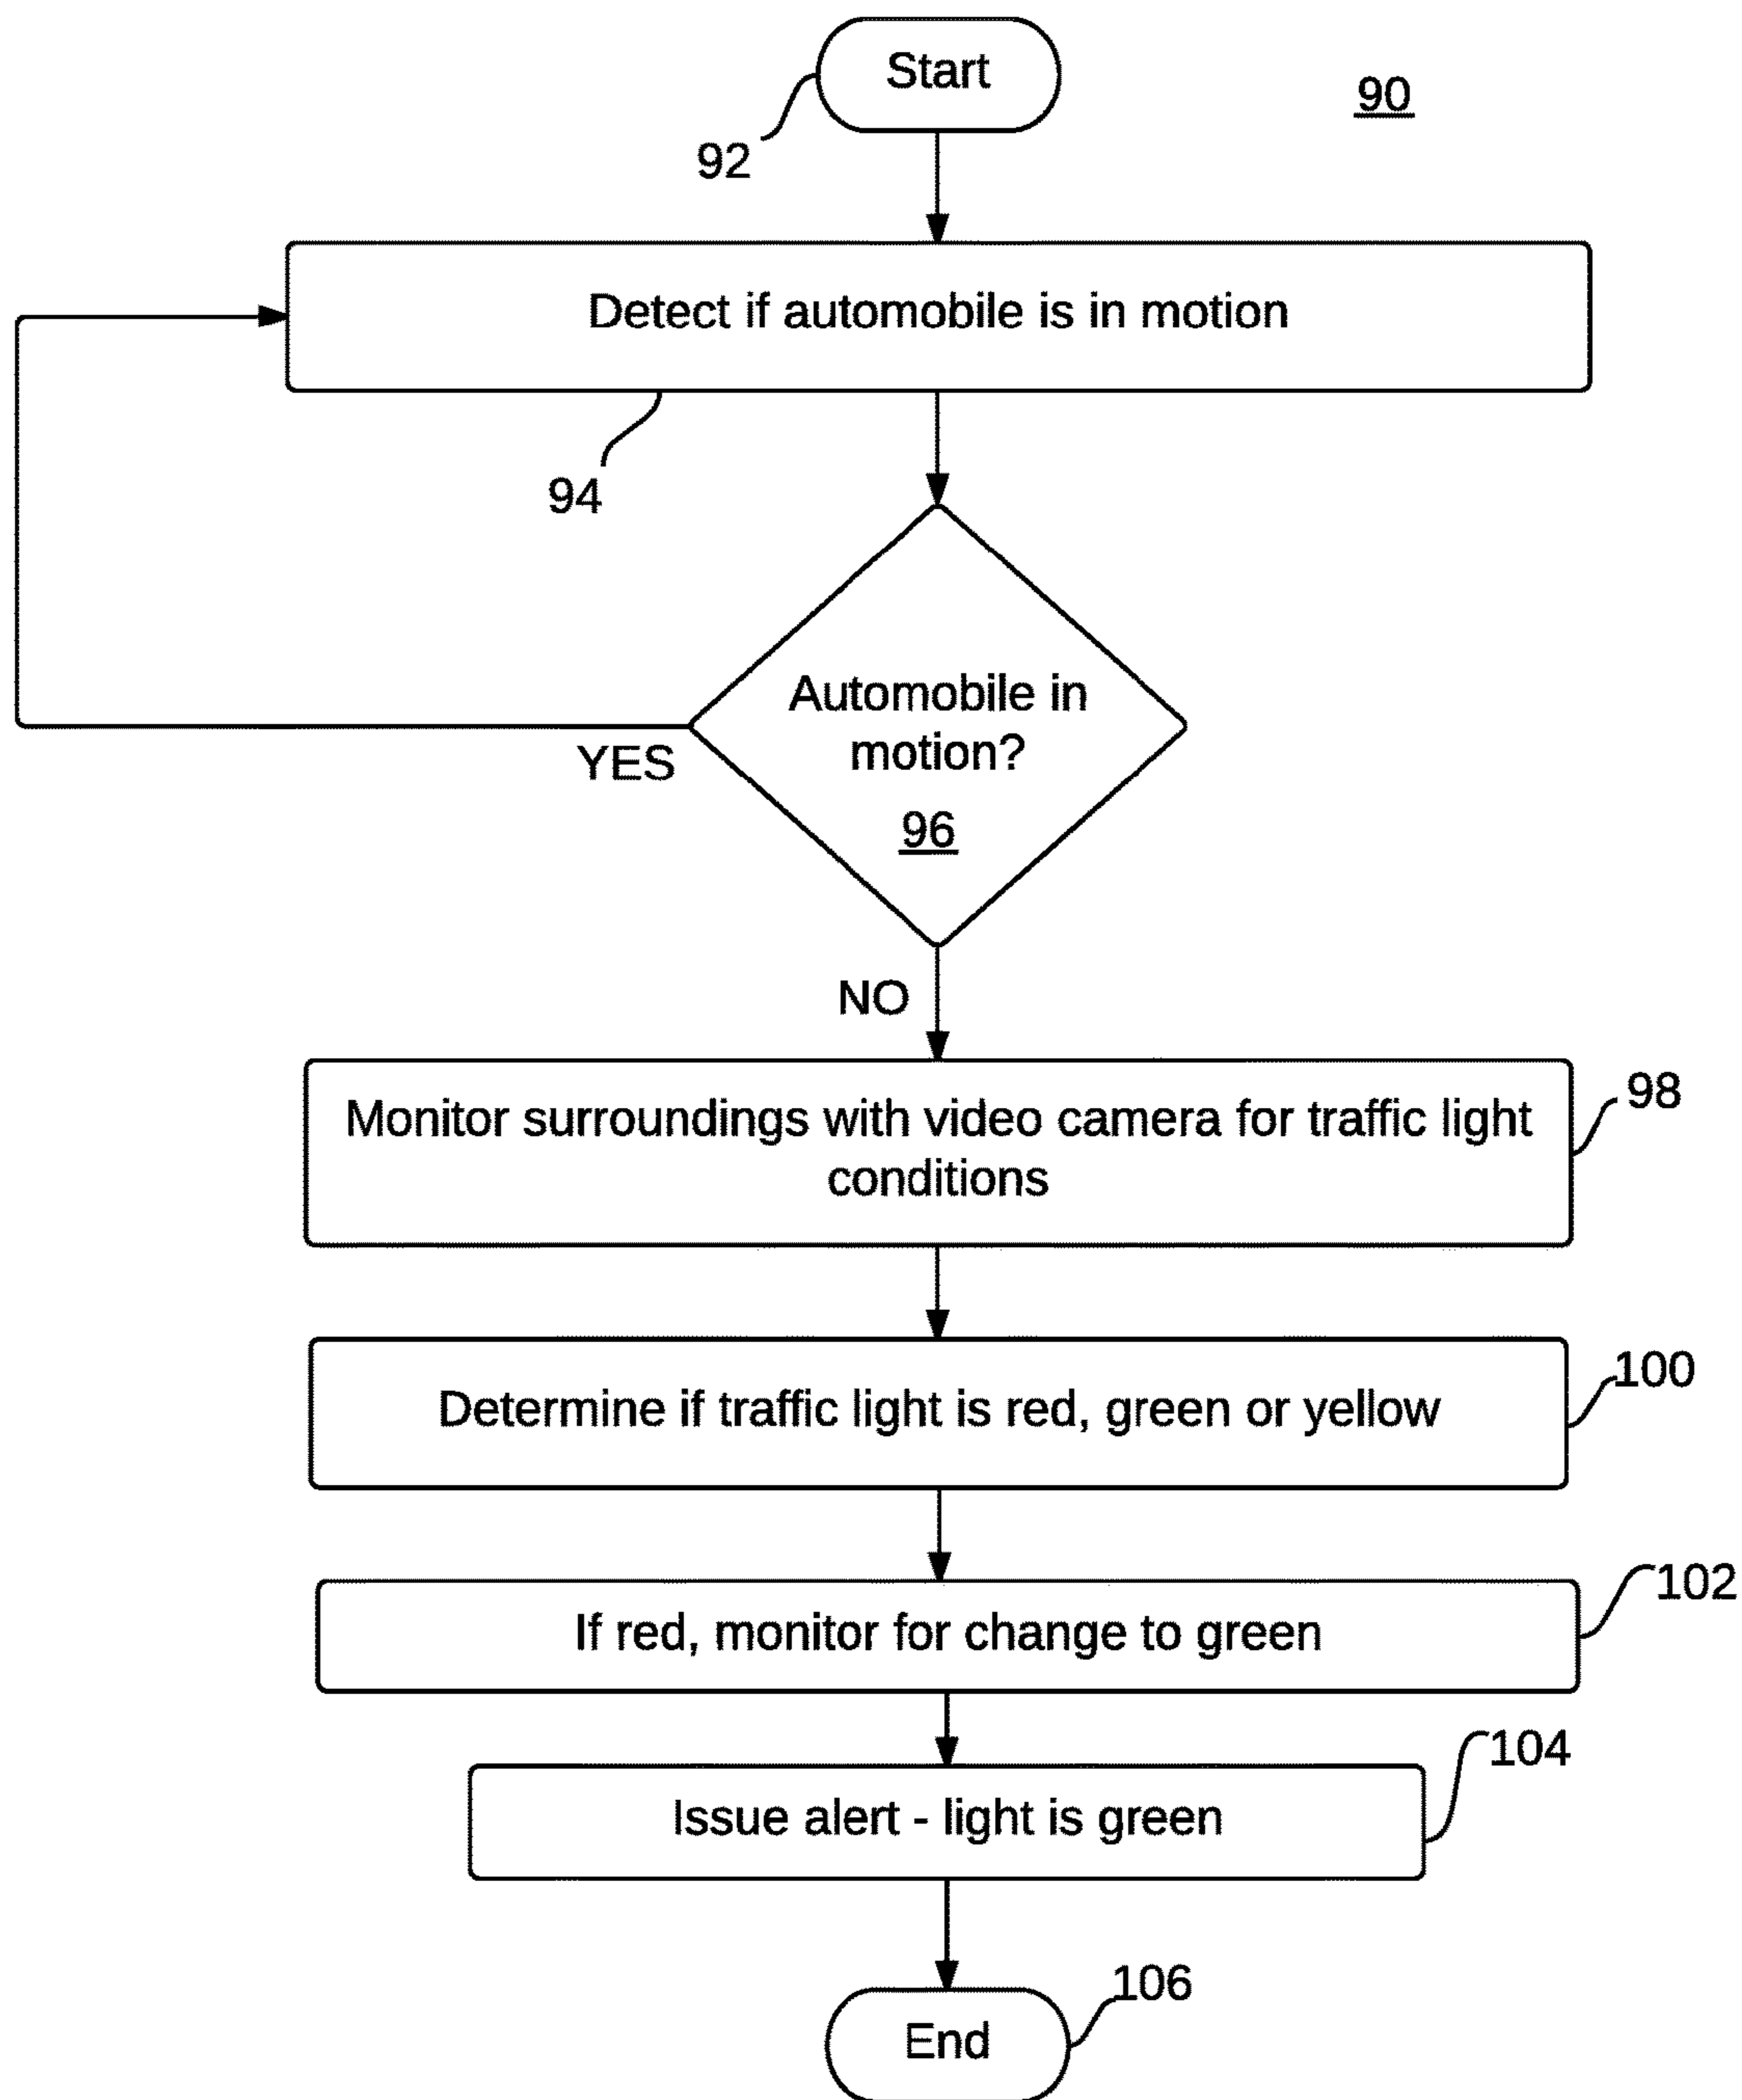 Start
90
92
Detect if automobile is in motion
94
Automobile in
motion?
96
YES
NO
Monitor surroundings with video camera for traffic light
conditions
98
Determine if traffic light is red, green or yellow
100
If red, monitor for change to green
102
Issue alert - light is green
104
End
106